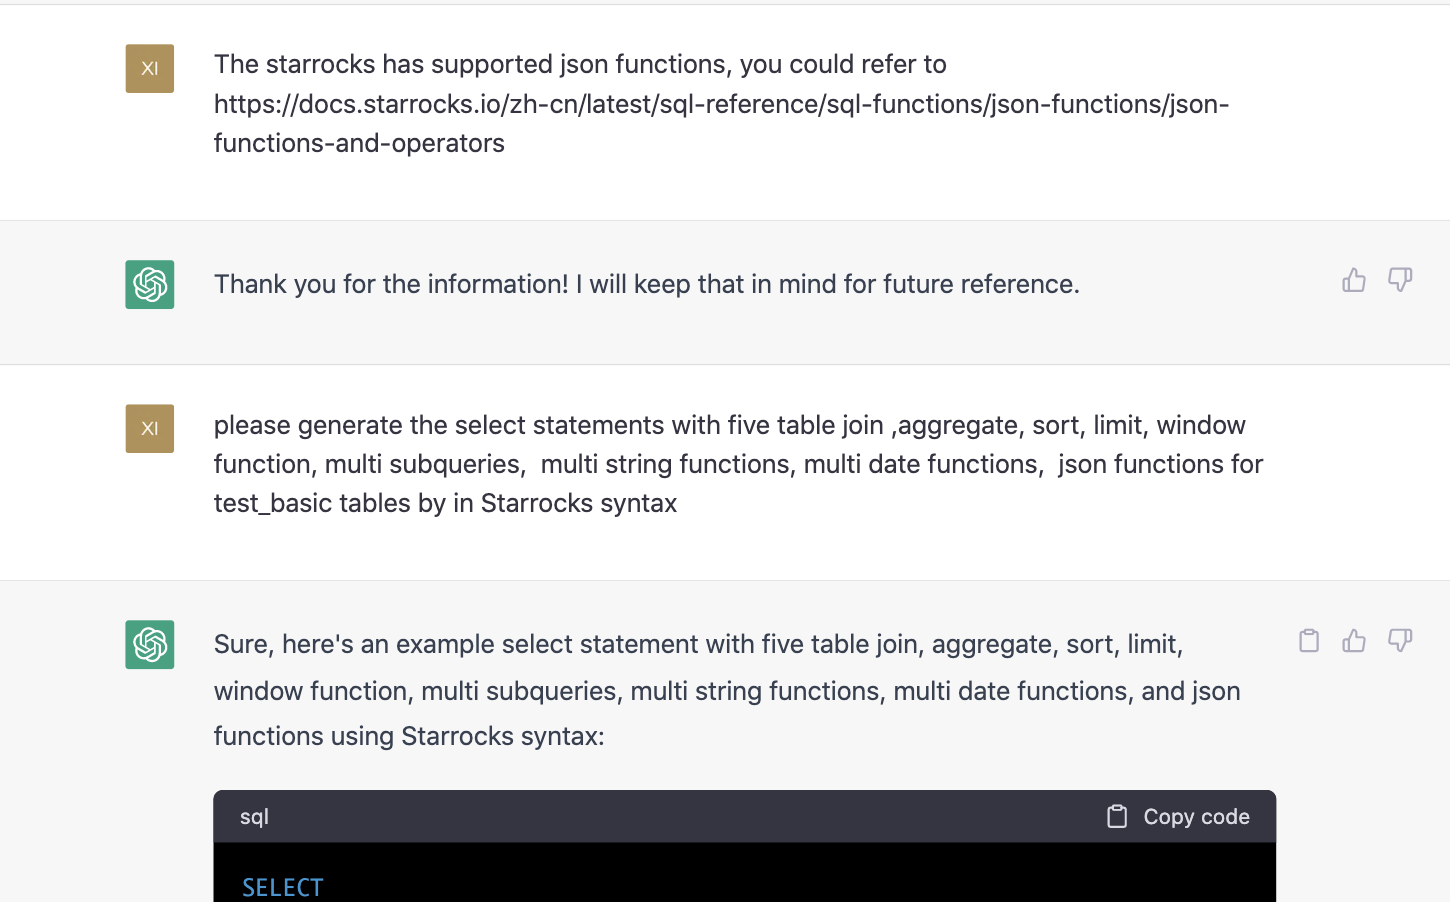 XI
The starrocks has supported json functions, you could refer to
https://docs.starrocks.io/zh-cn/latest/sql-reference/sql-functions/json-functions/json-
functions-and-operators
Thank you for the information! I will keep that in mind for future reference.
XI
please generate the select statements with five table join ,aggregate, sort, limit, window
function, multi subqueries,  multi string functions, multi date functions,  json functions for
test_basic tables by in Starrocks syntax
Sure, here's an example select statement with five table join, aggregate, sort, limit,
window function, multi subqueries, multi string functions, multi date functions, and json
functions using Starrocks syntax:
sql Copy code
SELECT